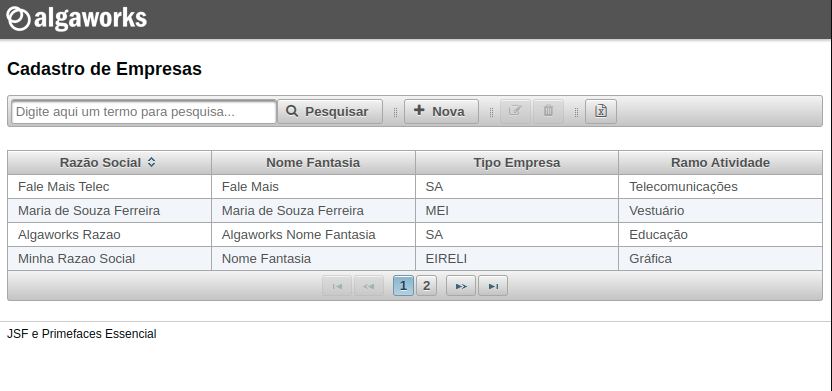 algaworks
Cadastro de Empresas
Digite aqui um termo para pesquisa... Pesquisar Nova
Razão Social Nome Fantasia Tipo Empresa Ramo Atividade
Fale Mais Telec Fale Mais SA Telecomunicações
Maria de Souza Ferreira Maria de Souza Ferreira MEI Vestuário
Algaworks Razao Algaworks Nome Fantasia SA Educação
Minha Razao Social Nome Fantasia EIRELI Gráfica
1 2
JSF e Primefaces Essencial